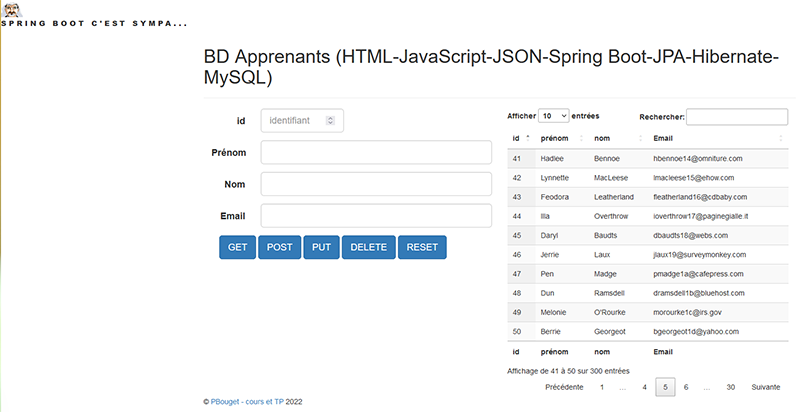 SPRING BOOT C'EST SYMPA...
BD Apprenants (HTML-JavaScript-JSON-Spring Boot-JPA-Hibernate-
MySQL)
id identifiant
Prénom
Nom
Email
GET POST PUT DELETE RESET
Afficher 10 entrées Rechercher:
id prénom nom Email
41 Hadlee Bennoe hbennoe14@omniture.com
42 Lynnette MacLeese lmacleese15@ehow.com
43 Feodora Leatherland fleatherland16@cdbaby.com
44 Illa Overthrow ioverthrow17@paginegialle.it
45 Daryl Baudts dbaudts18@webs.com
46 Jerrie Laux jlaux19@surveymonkey.com
47 Pen Madge pmadge1a@cafepress.com
48 Dun Ramsdell dramsdell1b@bluehost.com
49 Melonie O'Rourke morourke1c@irs.gov
50 Berrie Georgeot bgeorgeot1d@yahoo.com
id prénom nom Email
Affichage de 41 à 50 sur 300 entrées
Précédente 1 ... 4 5 6 ... 30 Suivante
© PBouget - cours et TP 2022